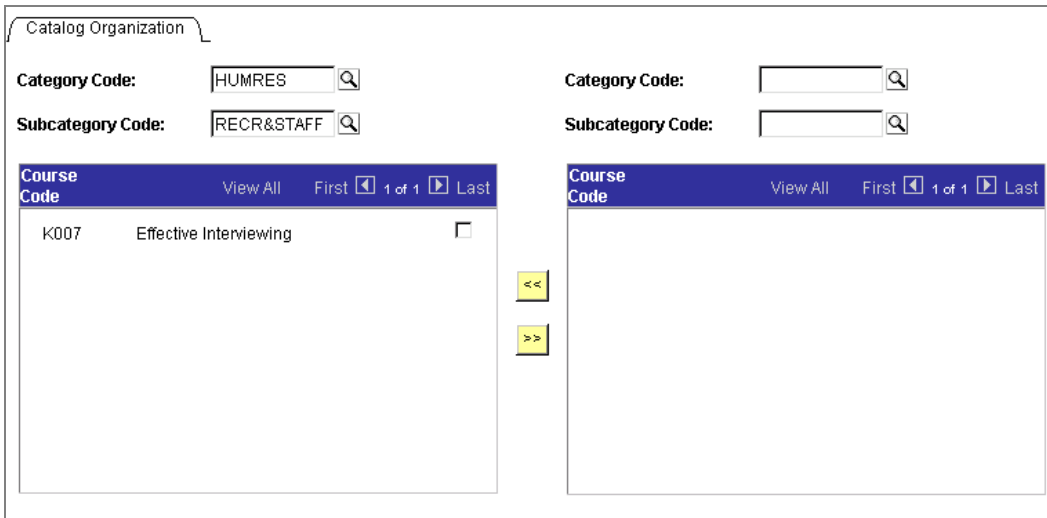 Catalog Organization
Category Code: HUMRES Category Code:
Subcategory Code: RECR&STAFF Subcategory Code:
Course Code View All First 1 of 1 Last Course Code View All First 1 of 1 Last
K007 Effective Interviewing
<<
>>